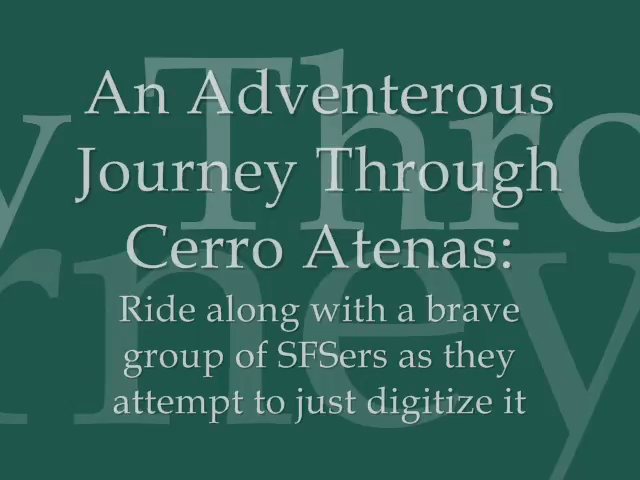 An Adventerous
Journey Through
Cerro Atenas:
Ride along with a brave
group of SFSers as they
attempt to just digitize it